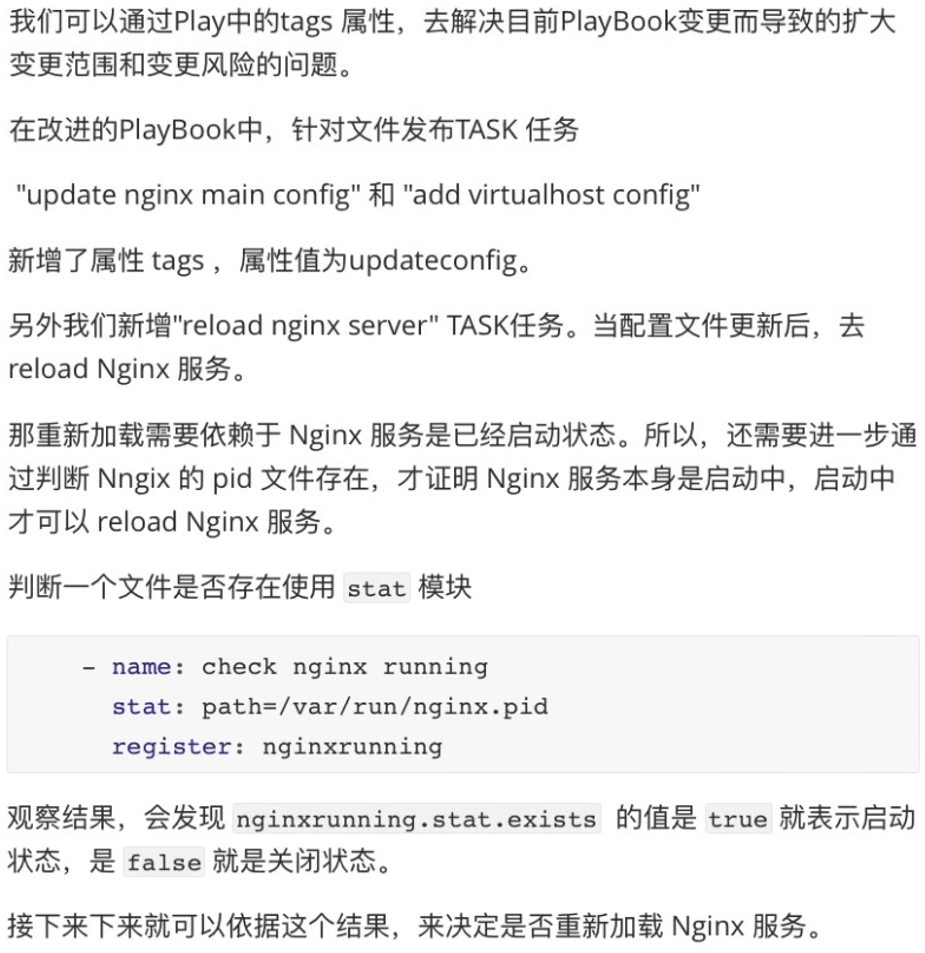 我们可以通过Play中的tags 属性，去解决目前PlayBook变更而导致的扩大
变更范围和变更风险的问题。
在改进的PlayBook中，针对文件发布TASK 任务
"update nginx main config" 和 "add virtualhost config"
新增了属性 tags ，属性值为updateconfig。
另外我们新增"reload nginx server" TASK任务。当配置文件更新后，去
reload Nginx 服务。
那重新加载需要依赖于 Nginx 服务是已经启动状态。所以，还需要进一步通
过判断 Nngix 的 pid 文件存在，才证明 Nginx 服务本身是启动中，启动中
才可以 reload Nginx 服务。
判断一个文件是否存在使用 stat 模块
- name: check nginx running
stat: path=/var/run/nginx.pid
register: nginxrunning
观察结果，会发现 nginxrunning.stat.exists 的值是 true 就表示启动
状态，是 false 就是关闭状态。
接下来下来就可以依据这个结果，来决定是否重新加载 Nginx 服务。